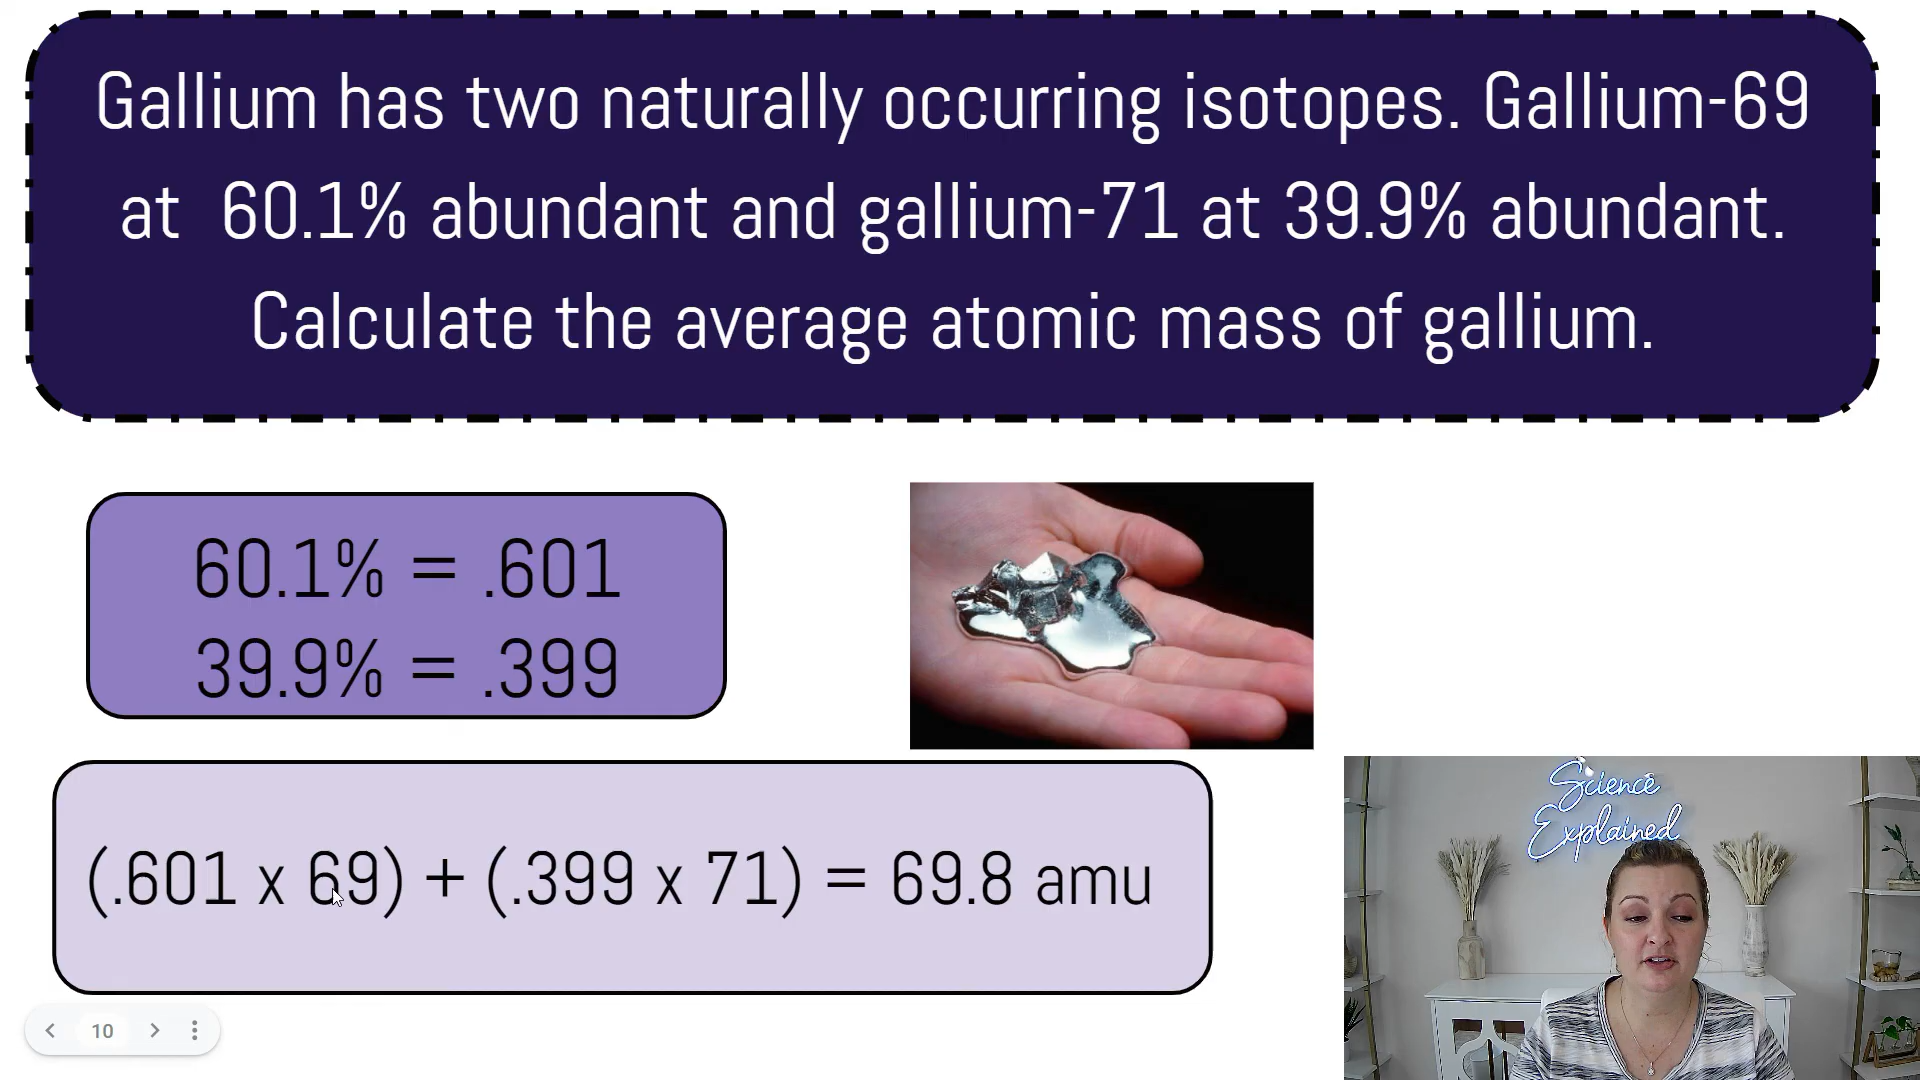 Gallium has two naturally occurring isotopes. Gallium-69
at 60.1% abundant and gallium-71 at 39.9% abundant.
Calculate the average atomic mass of gallium.
60.1% = .601
39.9% = .399
(.601 x 69) + (.399 x 71) = 69.8 amu
Science
Explained
10